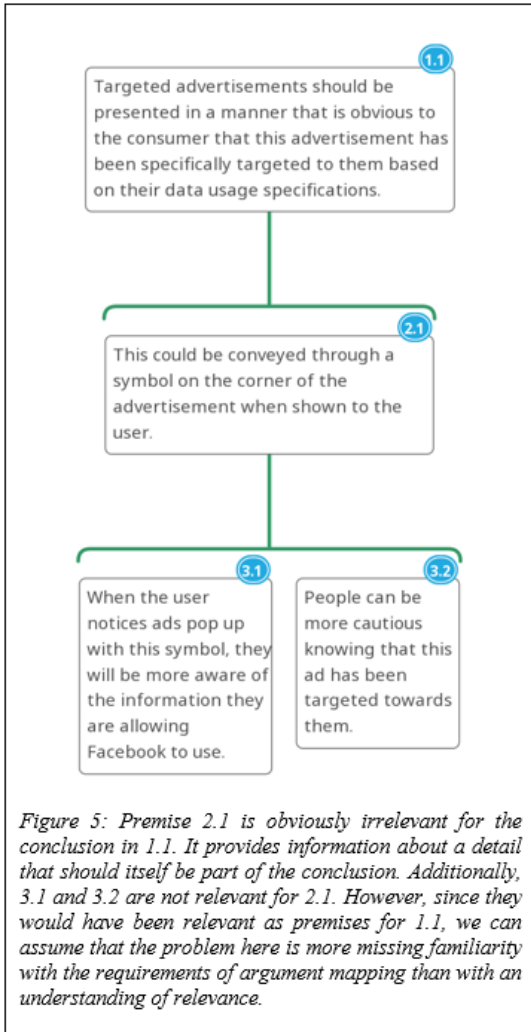 1.1
Targeted advertisements should be
presented in a manner that is obvious to
the consumer that this advertisement has
been specifically targeted to them based
on their data usage specifications.
2.1
This could be conveyed through a
symbol on the corner of the
advertisement when shown to the
user.
3.1
When the user
notices ads pop up
with this symbol, they
will be more aware of
the information they
are allowing
Facebook to use.
3.2
People can be
more cautious
knowing that this
ad has been
targeted towards
them.
Figure 5: Premise 2.1 is obviously irrelevant for the
conclusion in 1.1. It provides information about a detail
that should itself be part of the conclusion. Additionally,
3.1 and 3.2 are not relevant for 2.1. However, since they
would have been relevant as premises for 1.1, we can
assume that the problem here is more missing familiarity
with the requirements of argument mapping than with an
understanding of relevance.